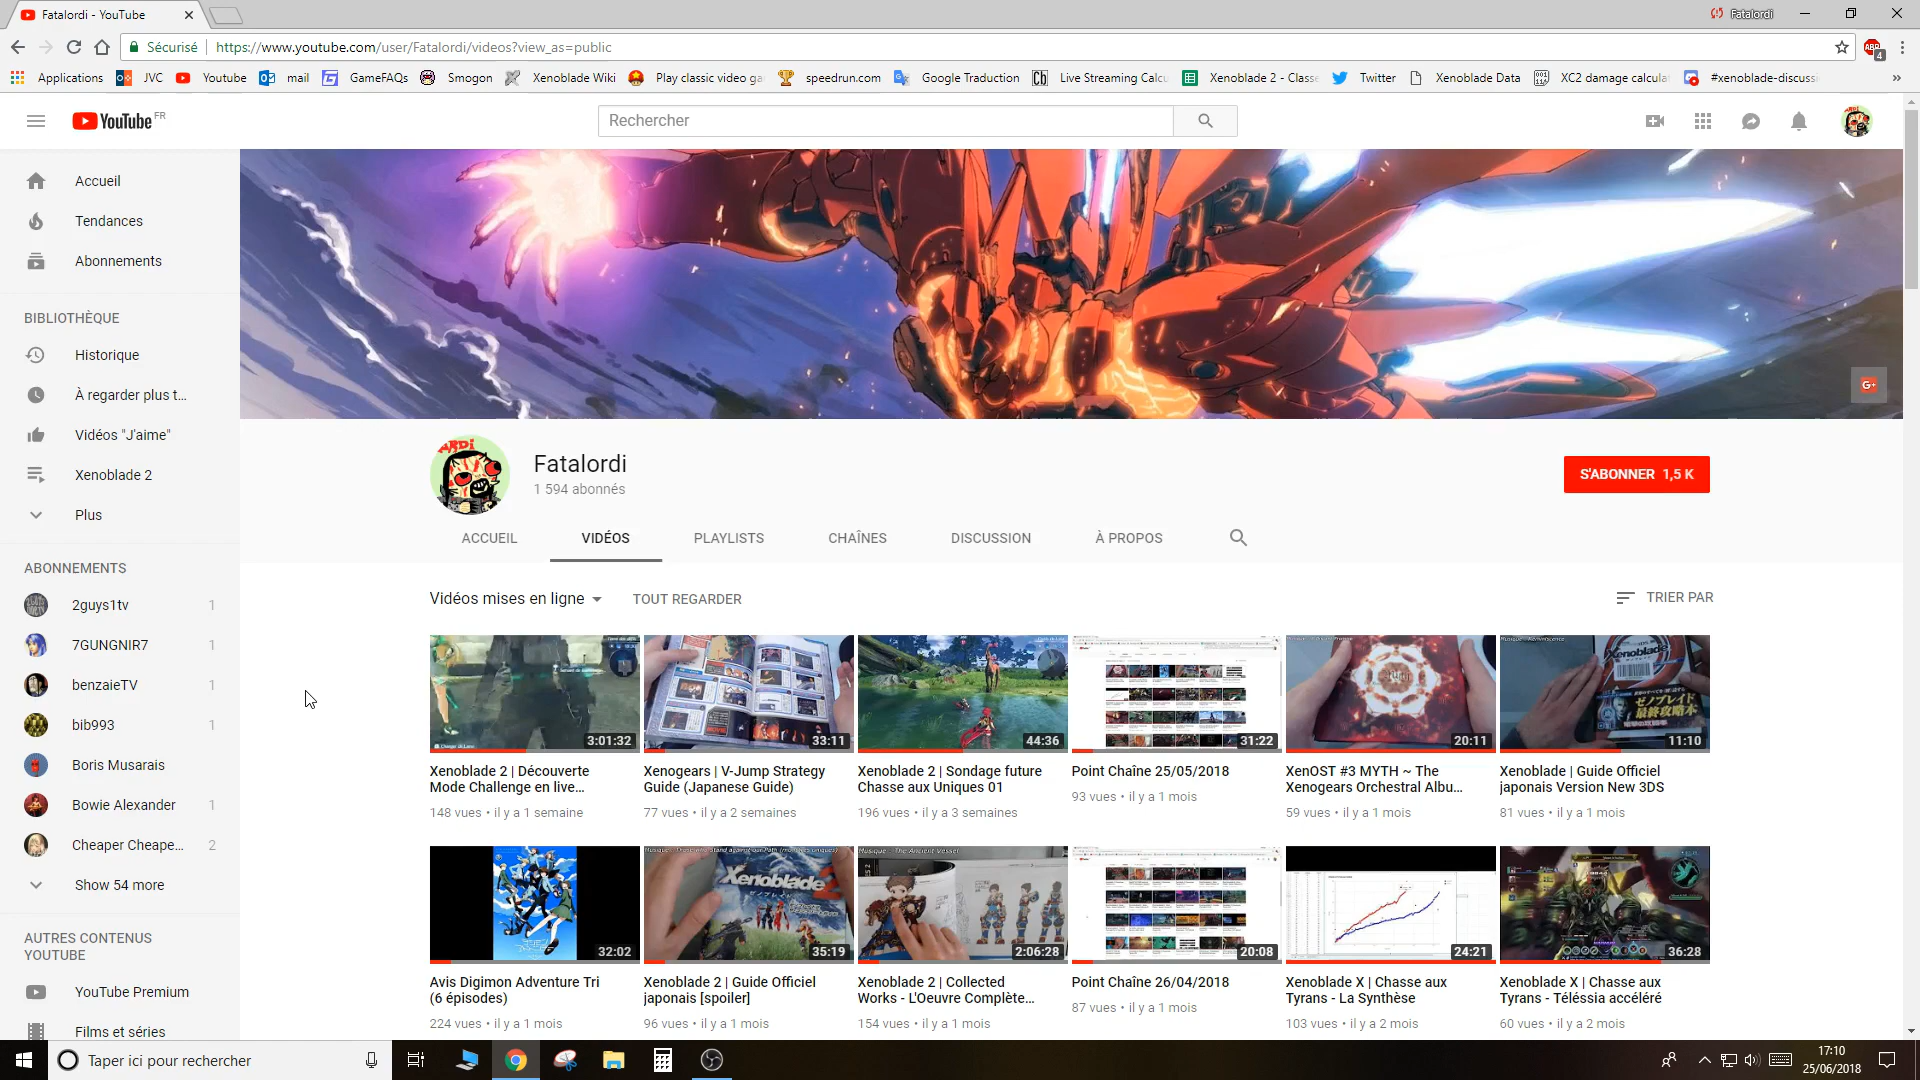 Fatalordi - YouTube
Fatalordi
Sécurisé
https://www.youtube.com/user/Fatalordi/videos?view_as=public
ABP
4
Applications
JVC
Youtube
mail
GameFAQs
Smogon
Xenoblade Wiki
Play classic video ga
speedrun.com
Google Traduction
Ch
Live Streaming Calcu
Xenoblade 2 - Classe
Twitter
Xenoblade Data
XC2 damage calculat
#xenoblade-discussi
»
YouTube FR
Rechercher
Accueil
Tendances
Abonnements
BIBLIOTHÈQUE
Historique
À regarder plus t...
Vidéos "J'aime"
Xenoblade 2
Plus
ABONNEMENTS
2guys1tv 1
7GUNGNIR7 1
benzaieTV 1
bib993 1
Boris Musarais
Bowie Alexander 1
Cheaper Cheape... 2
Show 54 more
AUTRES CONTENUS
YOUTUBE
YouTube Premium
Films et séries
G+
Fatalordi
1 594 abonnés
S'ABONNER 1,5 K
ACCUEIL
VIDÉOS
PLAYLISTS
CHAÎNES
DISCUSSION
À PROPOS
Vidéos mises en ligne
TOUT REGARDER
TRIER PAR
3:01:32
33:11
44:36
31:22
20:11
Xenoblade
11:10
Xenoblade 2 | Découverte
Mode Challenge en live...
148 vues • il y a 1 semaine
Xenogears | V-Jump Strategy
Guide (Japanese Guide)
77 vues • il y a 2 semaines
Xenoblade 2 | Sondage future
Chasse aux Uniques 01
196 vues • il y a 3 semaines
Point Chaîne 25/05/2018
93 vues • il y a 1 mois
XenOST #3 MYTH ~ The
Xenogears Orchestral Albu...
59 vues • il y a 1 mois
Xenoblade | Guide Officiel
japonais Version New 3DS
81 vues • il y a 1 mois
32:02
Xenoblade 2
35:19
Musique - The Ancient Vessel
2:06:28
20:08
24:21
36:28
Avis Digimon Adventure Tri
(6 épisodes)
224 vues • il y a 1 mois
Xenoblade 2 | Guide Officiel
japonais [spoiler]
96 vues • il y a 1 mois
Xenoblade 2 | Collected
Works - L'Oeuvre Complète...
154 vues • il y a 1 mois
Point Chaîne 26/04/2018
87 vues • il y a 1 mois
Xenoblade X | Chasse aux
Tyrans - La Synthèse
103 vues • il y a 2 mois
Xenoblade X | Chasse aux
Tyrans - Téléssia accéléré
60 vues • il y a 2 mois
Taper ici pour rechercher
17:10
25/06/2018